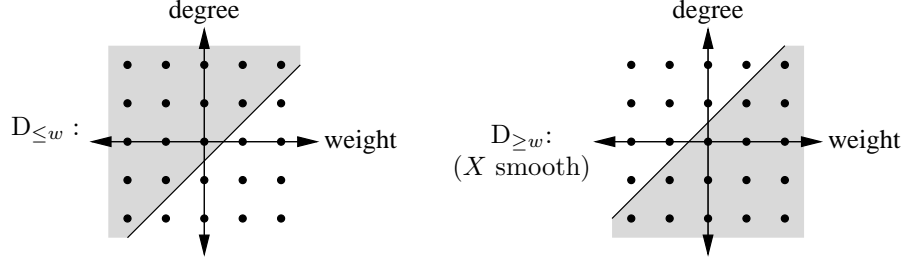 degree
D≤w :
weight
degree
D≥w:
(X smooth)
weight